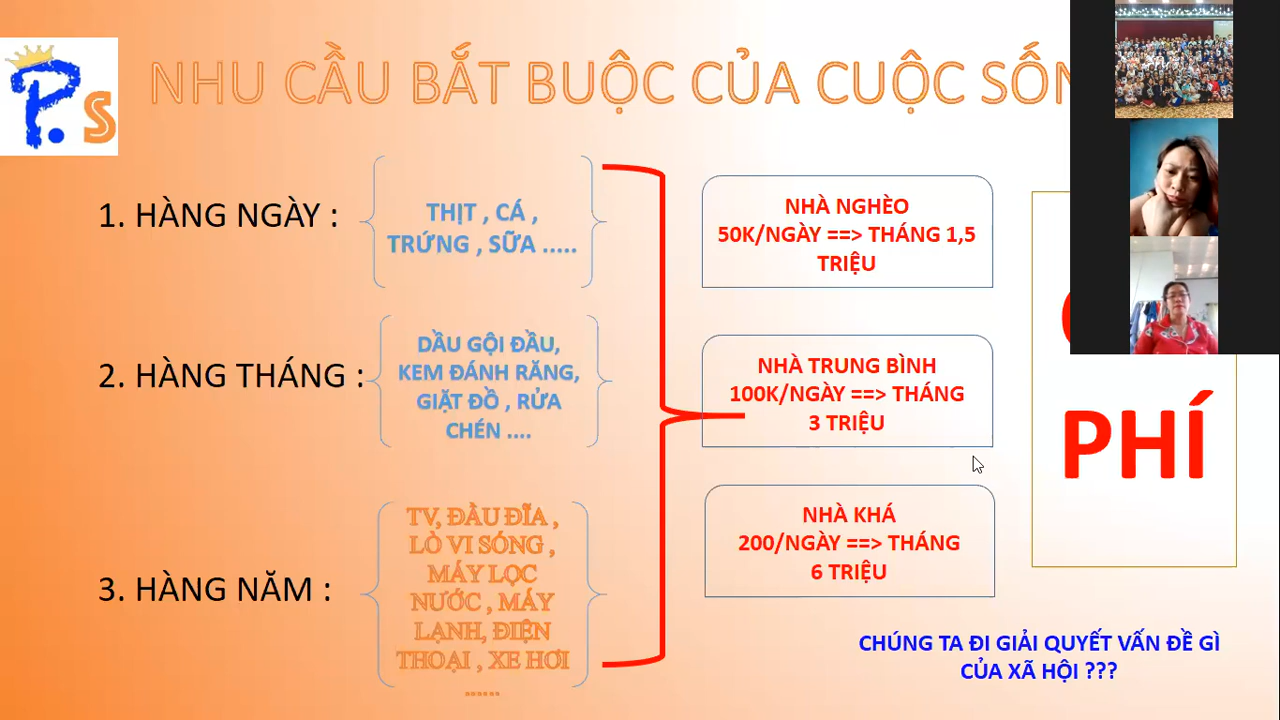 P.S
NHU CẦU BẮT BUỘC CỦA CUỘC
1. HÀNG NGÀY :
THỊT , CÁ ,
TRỨNG , SỮA .....
NHÀ NGHÈO
50K/NGÀY ==> THÁNG 1,5
TRIỆU
2. HÀNG THÁNG :
DẦU GỘI ĐẦU,
KEM ĐÁNH RĂNG,
GIẶT ĐỒ , RỬA
CHÉN ....
NHÀ TRUNG BÌNH
100K/NGÀY ==> THÁNG
3 TRIỆU
PHÍ
3. HÀNG NĂM :
TV, ĐẦU ĐĨA ,
LÒ VI SÓNG ,
MÁY LỌC
NƯỚC , MÁY
LẠNH, ĐIỆN
THOẠI , XE HƠI
......
NHÀ KHÁ
200/NGÀY ==> THÁNG
6 TRIỆU
CHÚNG TA ĐI GIẢI QUYẾT VẤN ĐỀ GÌ
CỦA XÃ HỘI ???